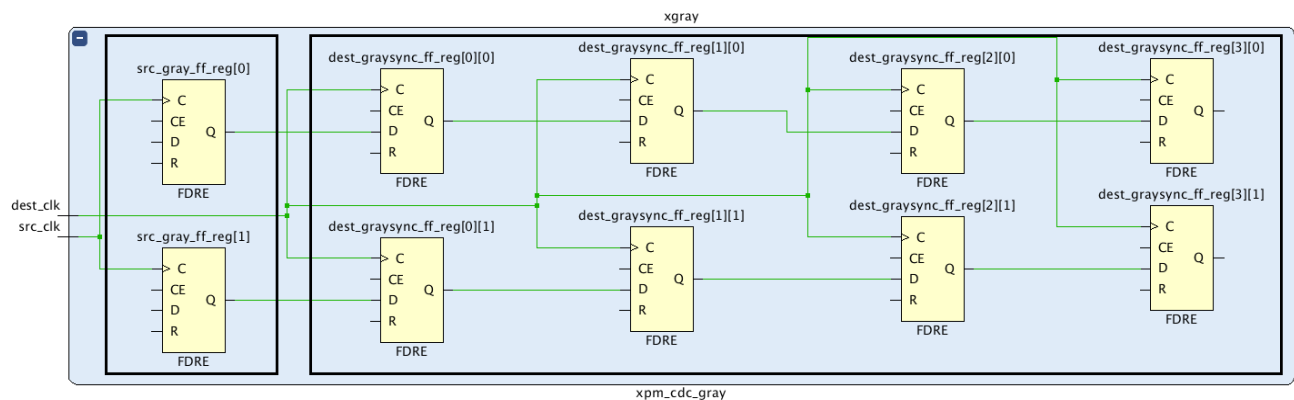 xgray
src_gray_ff_reg[0]
C
CE
D
R
Q
FDRE
dest_graysync_ff_reg[0][0]
C
CE
D
R
Q
FDRE
dest_graysync_ff_reg[1][0]
C
CE
D
R
Q
FDRE
dest_graysync_ff_reg[2][0]
C
CE
D
R
Q
FDRE
dest_graysync_ff_reg[3][0]
C
CE
D
R
Q
FDRE
dest_clk
src_clk
src_gray_ff_reg[1]
C
CE
D
R
Q
FDRE
dest_graysync_ff_reg[0][1]
C
CE
D
R
Q
FDRE
dest_graysync_ff_reg[1][1]
C
CE
D
R
Q
FDRE
dest_graysync_ff_reg[2][1]
C
CE
D
R
Q
FDRE
dest_graysync_ff_reg[3][1]
C
CE
D
R
Q
FDRE
xpm_cdc_gray